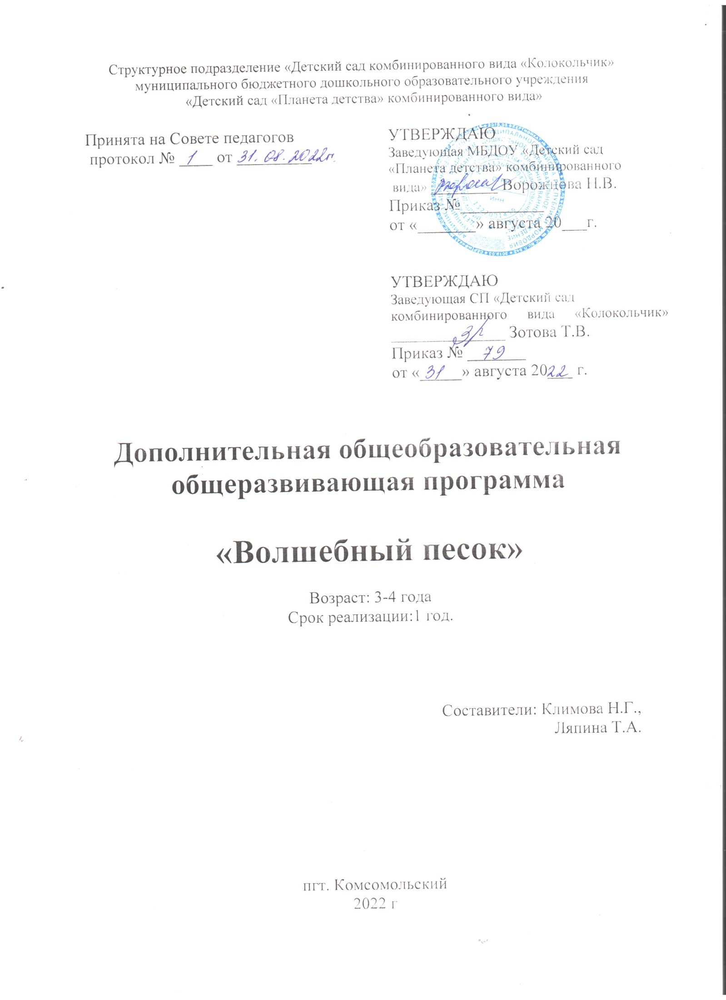 Структурное подразделение «Детский сад комбинированного вида «Колокольчик»
муниципального бюджетного дошкольного образовательного учреждения
«Детский сад «Планета детства» комбинированного вида»
Принята на Совете педагогов
протокол № 1 от 31.08.2022г.
УТВЕРЖДАЮ
Заведующая МБДОУ «Детский сад
«Планета детства» комбинированного
вида» Ворожцова Н.В.
Приказ №
от «________» августа 20___г.
ИНН
УТВЕРЖДАЮ
Заведующая СП «Детский сад
комбинированного вида «Колокольчик»
Зотова Т.В.
Приказ № 79
от «31» августа 2022 г.
Дополнительная общеобразовательная
общеразвивающая программа
«Волшебный песок»
Возраст: 3-4 года
Срок реализации:1 год.
Составители: Климова Н.Г.,
Ляпина Т.А.
пгт. Комсомольский
2022 г